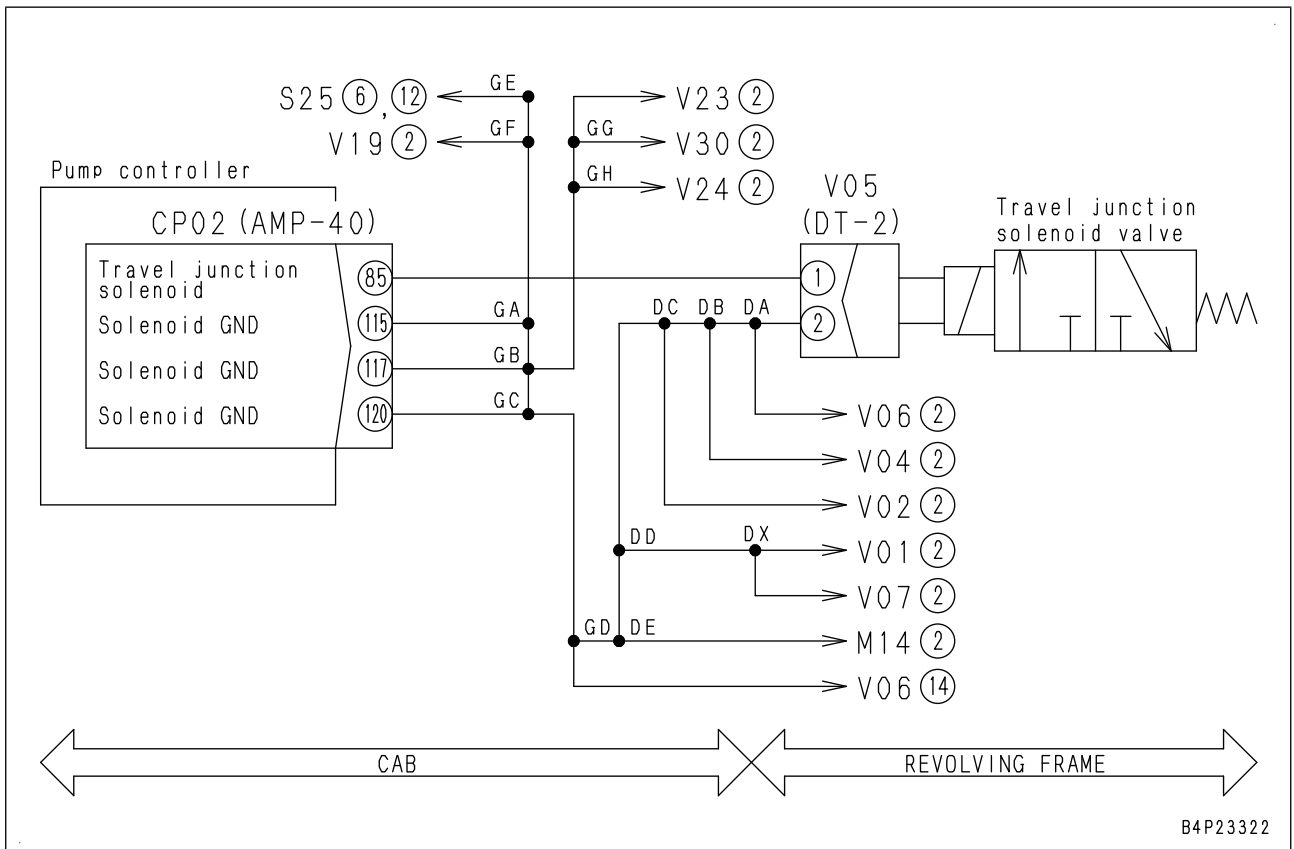 GE
S25 ⑥, ⑫
V23 ②
GF
V19 ②
GG
V30 ②
GH
V24 ②
Pump controller
CP02 (AMP-40)
V05
(DT-2)
Travel junction
solenoid valve
Travel junction
solenoid
85
1
Solenoid GND
115
GA
DC DB DA
2
Solenoid GND
117
GB
Solenoid GND
120
GC
V06 ②
V04 ②
V02 ②
DD
DX
V01 ②
V07 ②
GD DE
M14 ②
V06 ⑭
CAB
REVOLVING FRAME
B4P23322